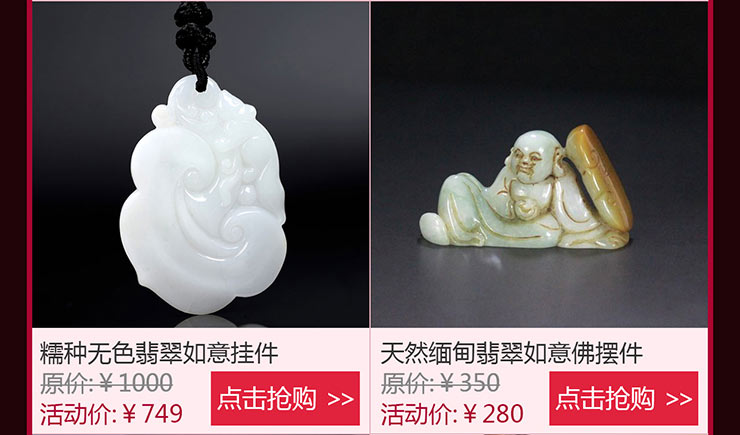 糯种无色翡翠如意挂件
原价:￥1000
活动价:￥749
点击抢购 >>
天然缅甸翡翠如意佛摆件
原价:￥350
活动价:￥280
点击抢购 >>